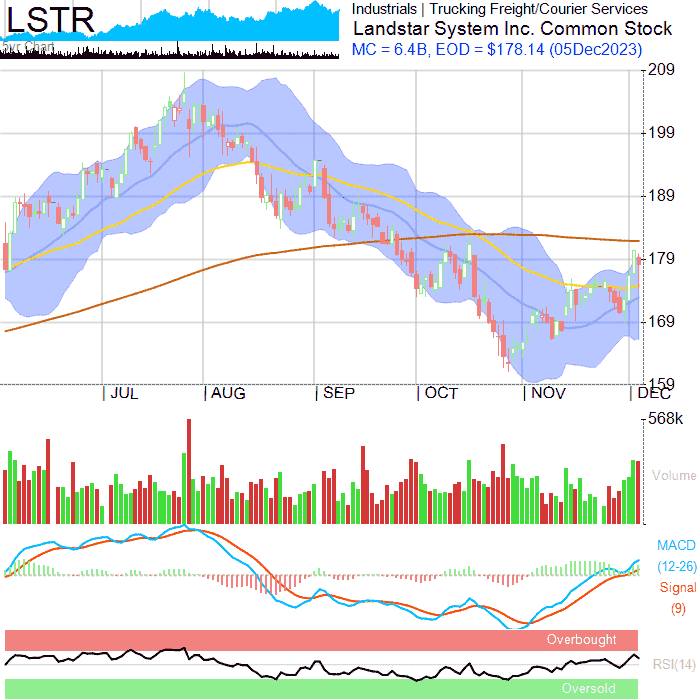 LSTR
5yr Chart
Industrials | Trucking Freight/Courier Services
Landstar System Inc. Common Stock
MC = 6.4B, EOD = $178.14 (05Dec2023)
209
199
189
179
169
159
JUL
AUG
SEP
OCT
NOV
DEC
568k
Volume
MACD
(12-26)
Signal
(9)
Overbought
RSI(14)
Oversold